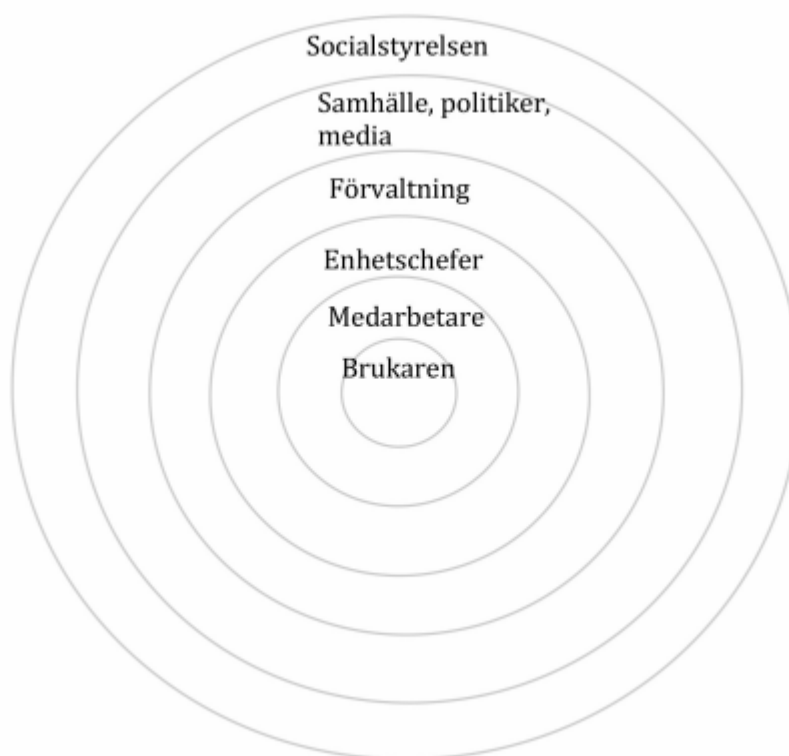 Socialstyrelsen
Samhälle, politiker,
media
Förvaltning
Enhetschefer
Medarbetare
Brukaren